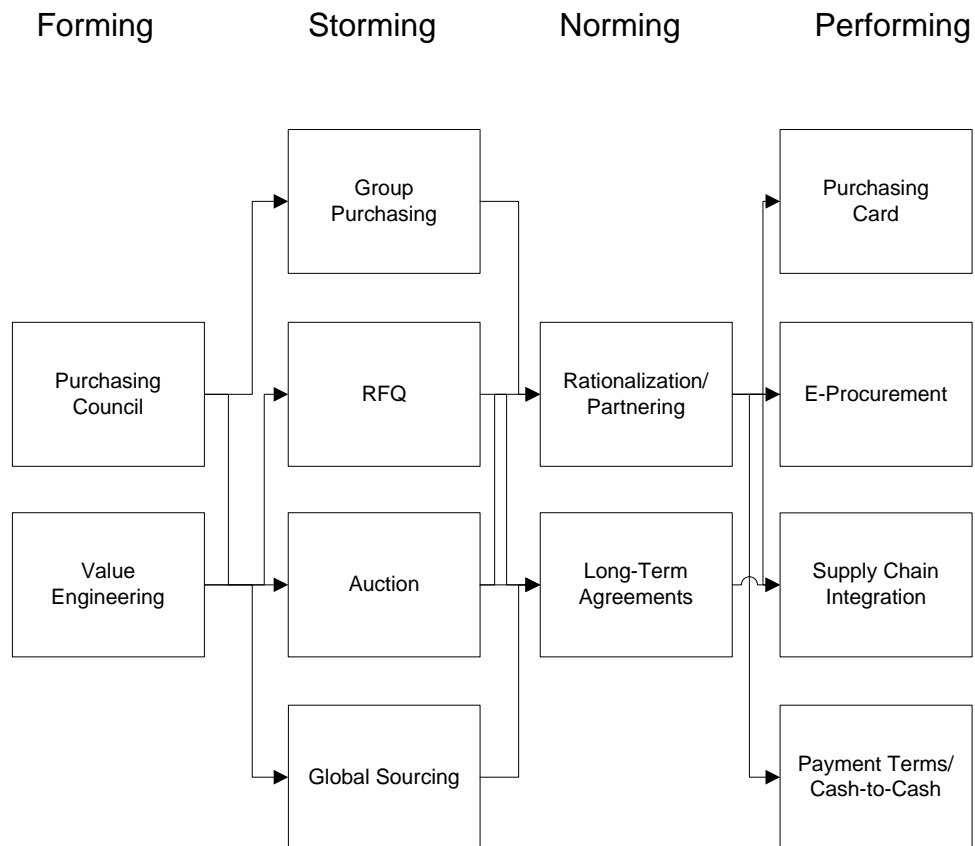 Forming
Storming
Norming
Performing
Group
Purchasing
Purchasing
Card
Purchasing
Council
RFQ
Rationalization/
Partnering
E-Procurement
Value
Engineering
Auction
Long-Term
Agreements
Supply Chain
Integration
Global Sourcing
Payment Terms/
Cash-to-Cash